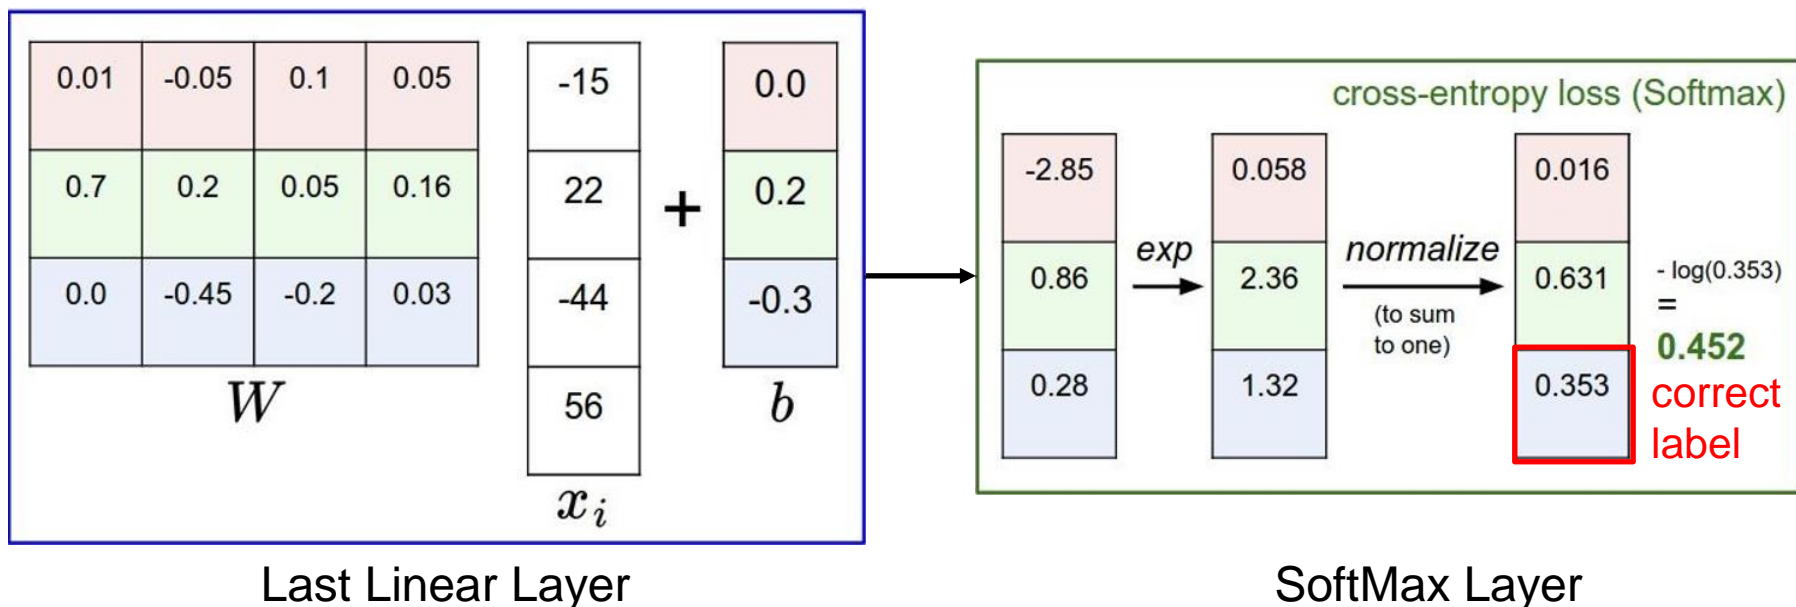 0.01 -0.05 0.1 0.05
0.7 0.2 0.05 0.16
0.0 -0.45 -0.2 0.03
W
-15
22
-44
56
x_i
+
0.0
0.2
-0.3
b
Last Linear Layer
cross-entropy loss (Softmax)
-2.85
0.86
0.28
exp
0.058
2.36
1.32
normalize
(to sum
to one)
0.016
0.631
0.353
- log(0.353)
=
0.452
correct
label
SoftMax Layer